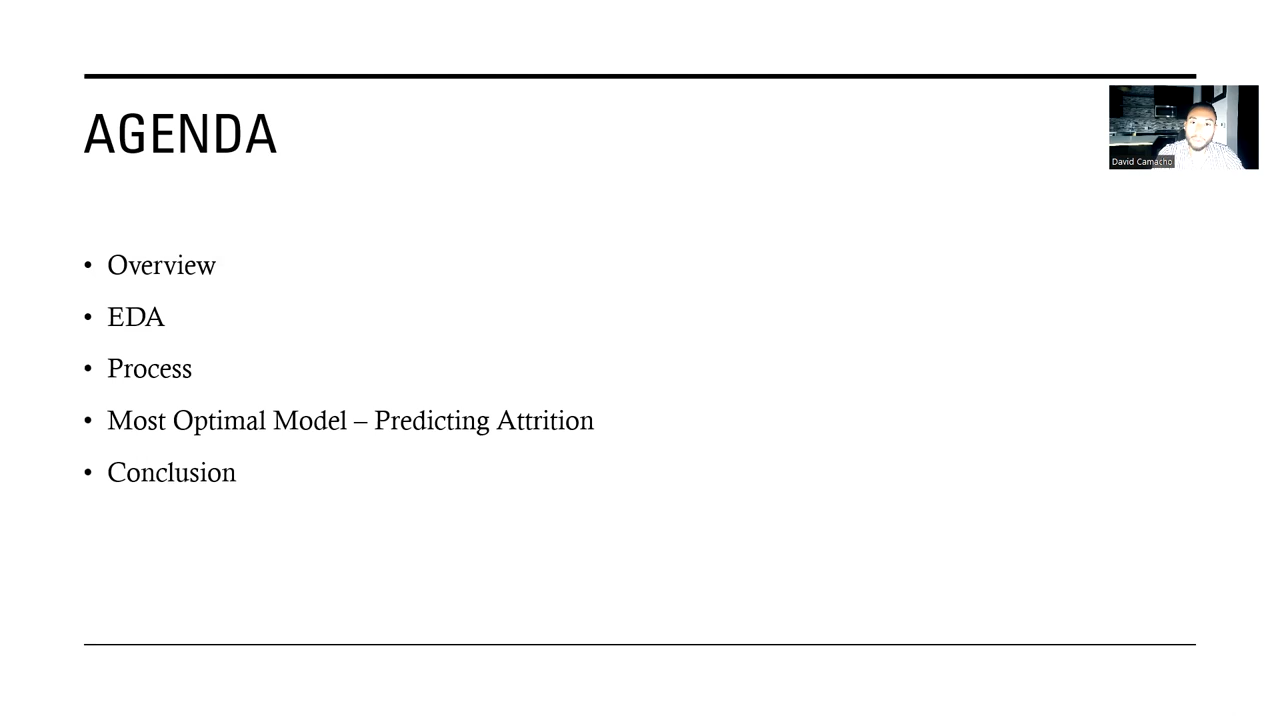 AGENDA
David Camacho
• Overview
• EDA
• Process
• Most Optimal Model – Predicting Attrition
• Conclusion